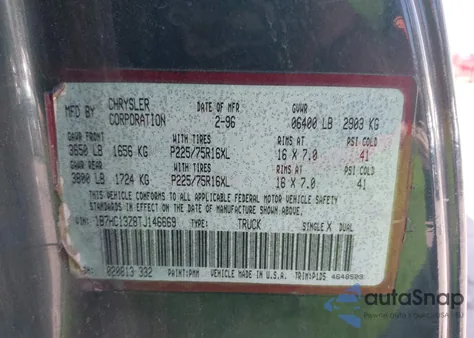 MFD BY CHRYSLER CORPORATION DATE OF MFR 2-96 GVWR 06400 LB 2903 KG
GAWR FRONT WITH TIRES RIMS AT PSI COLD
3650 LB 1656 KG P225/75R16XL 16 X 7.0 41
GAWR REAR WITH TIRES RIMS AT PSI COLD
3800 LB 1724 KG P225/75R16XL 16 X 7.0 41
THIS VEHICLE CONFORMS TO ALL APPLICABLE FEDERAL MOTOR VEHICLE SAFETY
STANDARDS IN EFFECT ON THE DATE OF MANUFACTURE SHOWN ABOVE
VIN: 1B7HC13Z8TJ146669 TYPE: TRUCK SINGLE X DUAL
020813 332 PAINT: VEHICLE MADE IN U.S.A. TRIM:
autaSnap